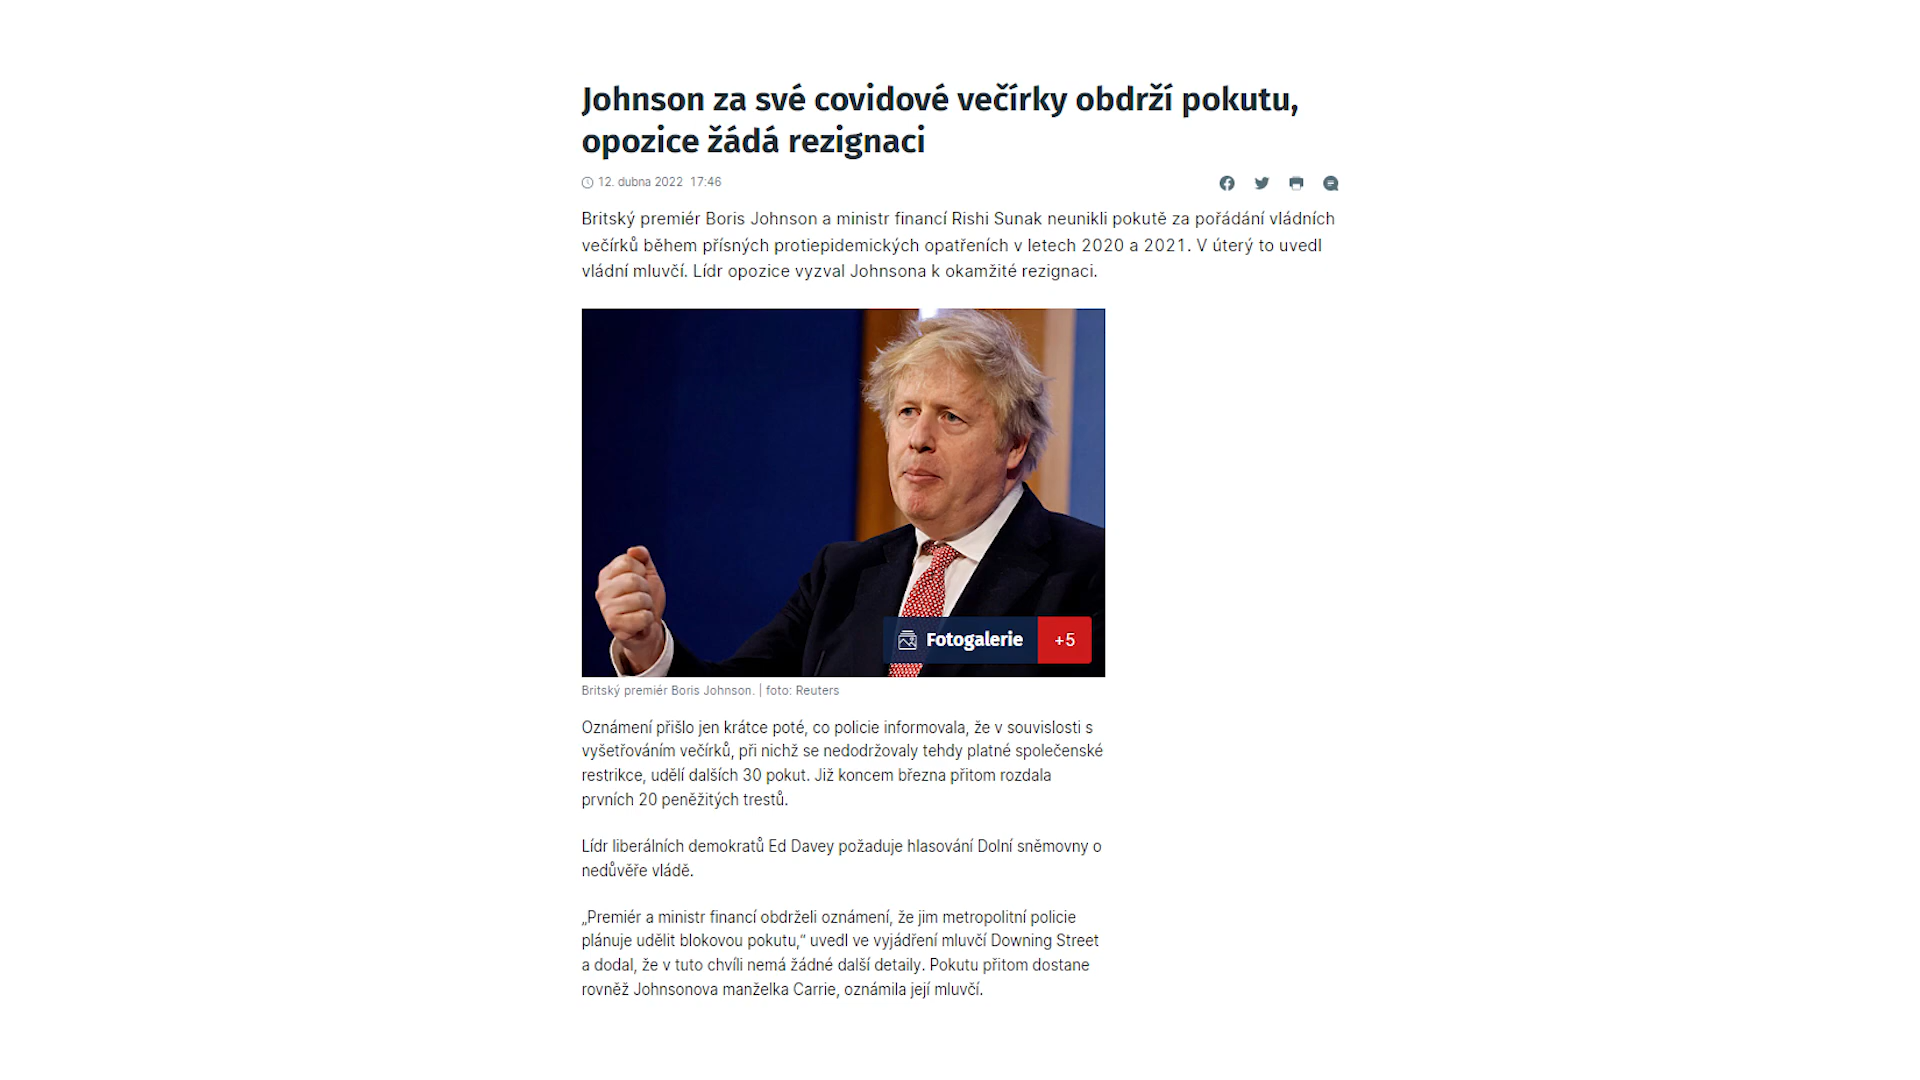 Johnson za své covidové večírky obdrží pokutu,
opozice žádá rezignaci
12. dubna 2022 17:46
Britský premiér Boris Johnson a ministr financí Rishi Sunak neunikli pokutě za pořádání vládních
večírků během přísných protiepidemických opatřeních v letech 2020 a 2021. V úterý to uvedl
vládní mluvčí. Lídr opozice vyzval Johnsona k okamžité rezignaci.
Fotogalerie +5
Britský premiér Boris Johnson. | foto: Reuters
Oznámení přišlo jen krátce poté, co policie informovala, že v souvislosti s
vyšetřováním večírků, při nichž se nedodržovaly tehdy platné společenské
restrikce, udělí dalších 30 pokut. Již koncem března přitom rozdala
prvních 20 peněžitých trestů.
Lídr liberálních demokratů Ed Davey požaduje hlasování Dolní sněmovny o
nedůvěře vládě.
„Premiér a ministr financí obdrželi oznámení, že jim metropolitní policie
plánuje udělit blokovou pokutu,“ uvedl ve vyjádření mluvčí Downing Street
a dodal, že v tuto chvíli nemá žádné další detaily. Pokutu přitom dostane
rovněž Johnsonova manželka Carrie, oznámila její mluvčí.